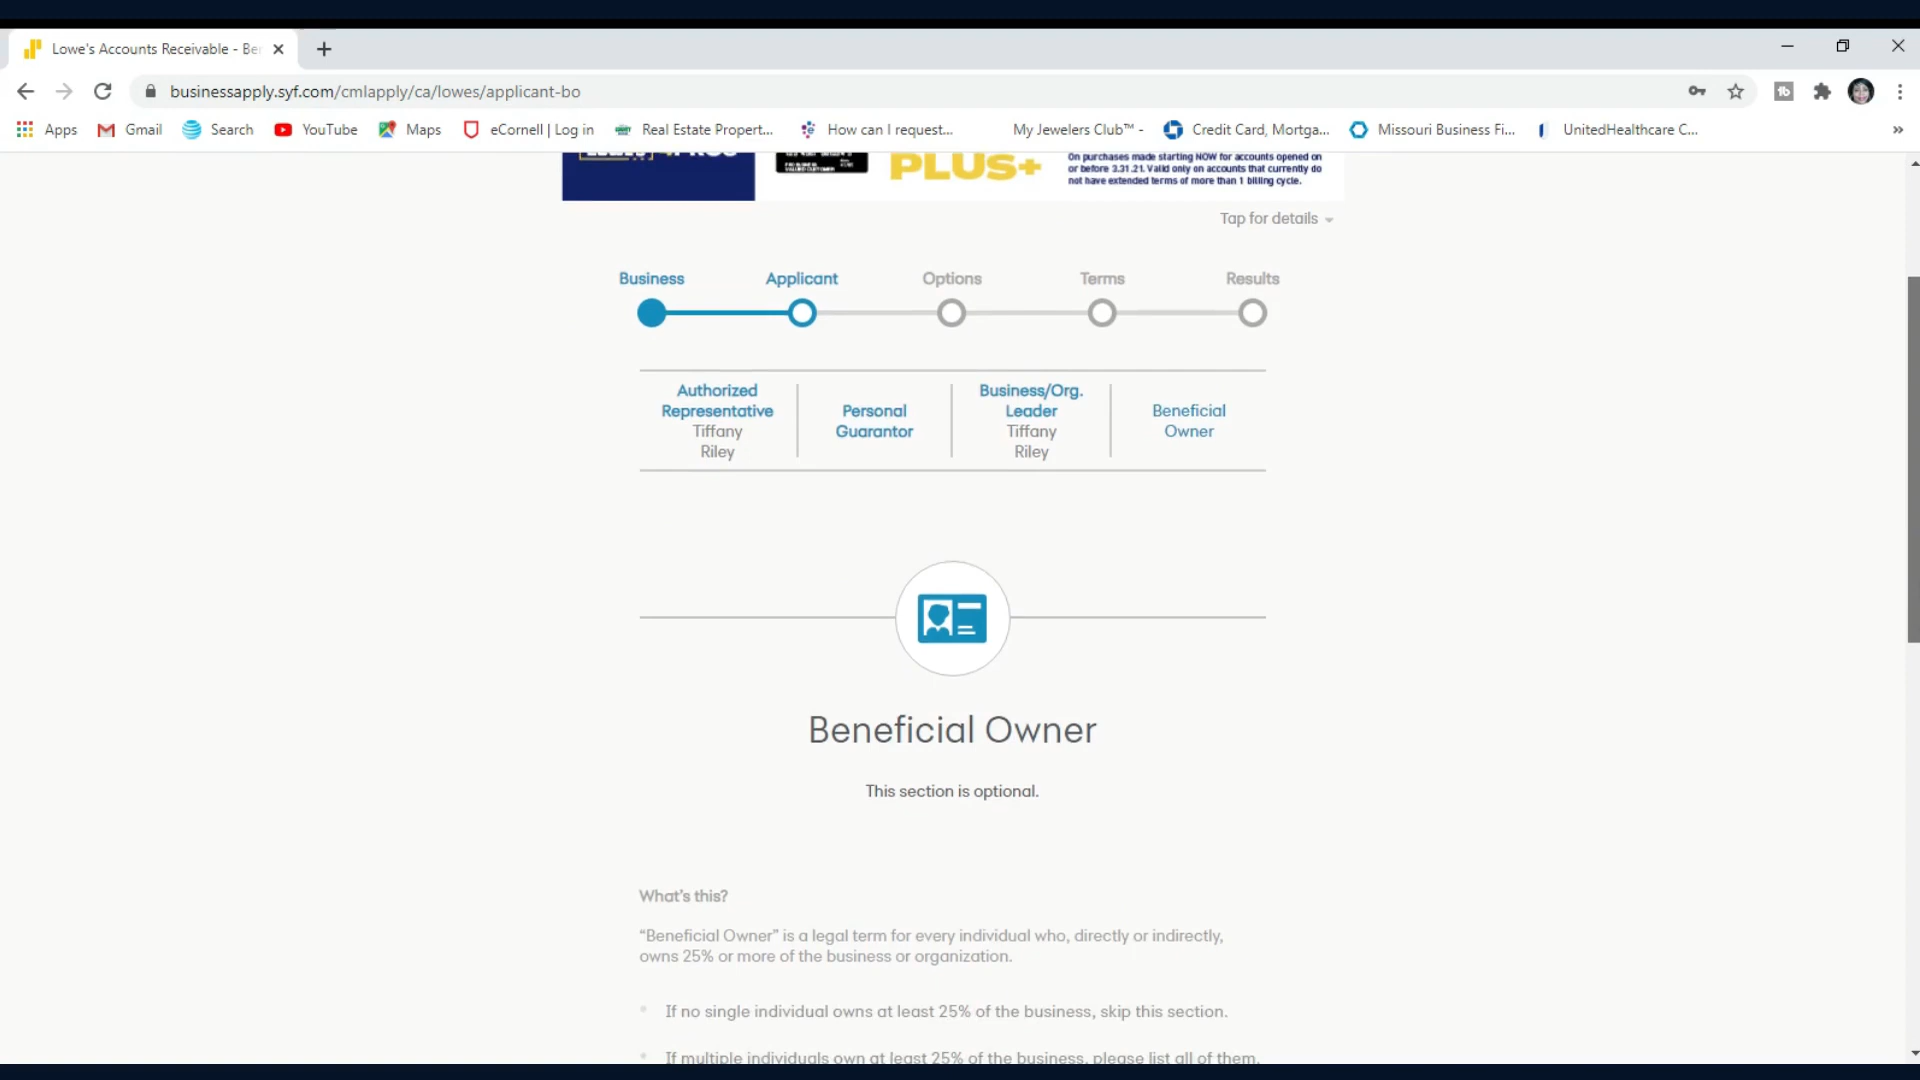 Lowe's Accounts Receivable - Ber
businessapply.syf.com/cmlapply/ca/lowes/applicant-bo
Apps Gmail Search YouTube Maps eCornell | Log in Real Estate Propert... How can I request... My Jewelers Club™ - Credit Card, Mortga... Missouri Business Fi... UnitedHealthcare C... »
PLUS+
On purchases made starting NOW for accounts opened on
or before 3.31.21. Valid only on accounts that currently do
not have extended terms of more than 1 billing cycle.
Tap for details
Business Applicant Options Terms Results
Authorized
Representative
Tiffany
Riley
Personal
Guarantor
Business/Org.
Leader
Tiffany
Riley
Beneficial
Owner
Beneficial Owner
This section is optional.
What's this?
“Beneficial Owner” is a legal term for every individual who, directly or indirectly,
owns 25% or more of the business or organization.
If no single individual owns at least 25% of the business, skip this section.
If multiple individuals own at least 25% of the business, please list all of them.